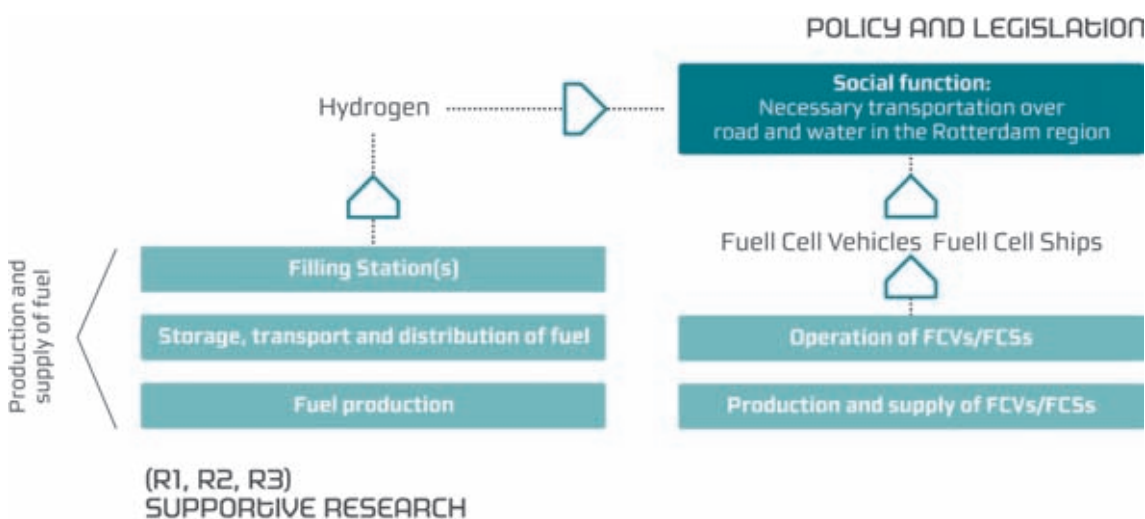 POLICY AND LEGISLATION
Social function:
Necessary transportation over
road and water in the Rotterdam region
Hydrogen
Fuell Cell Vehicles Fuell Cell Ships
Production and
supply of fuel
Filling Station(s)
Storage, transport and distribution of fuel
Fuel production
Operation of FCVs/FCSs
Production and supply of FCVs/FCSs
(R1, R2, R3)
SUPPORTIVE RESEARCH